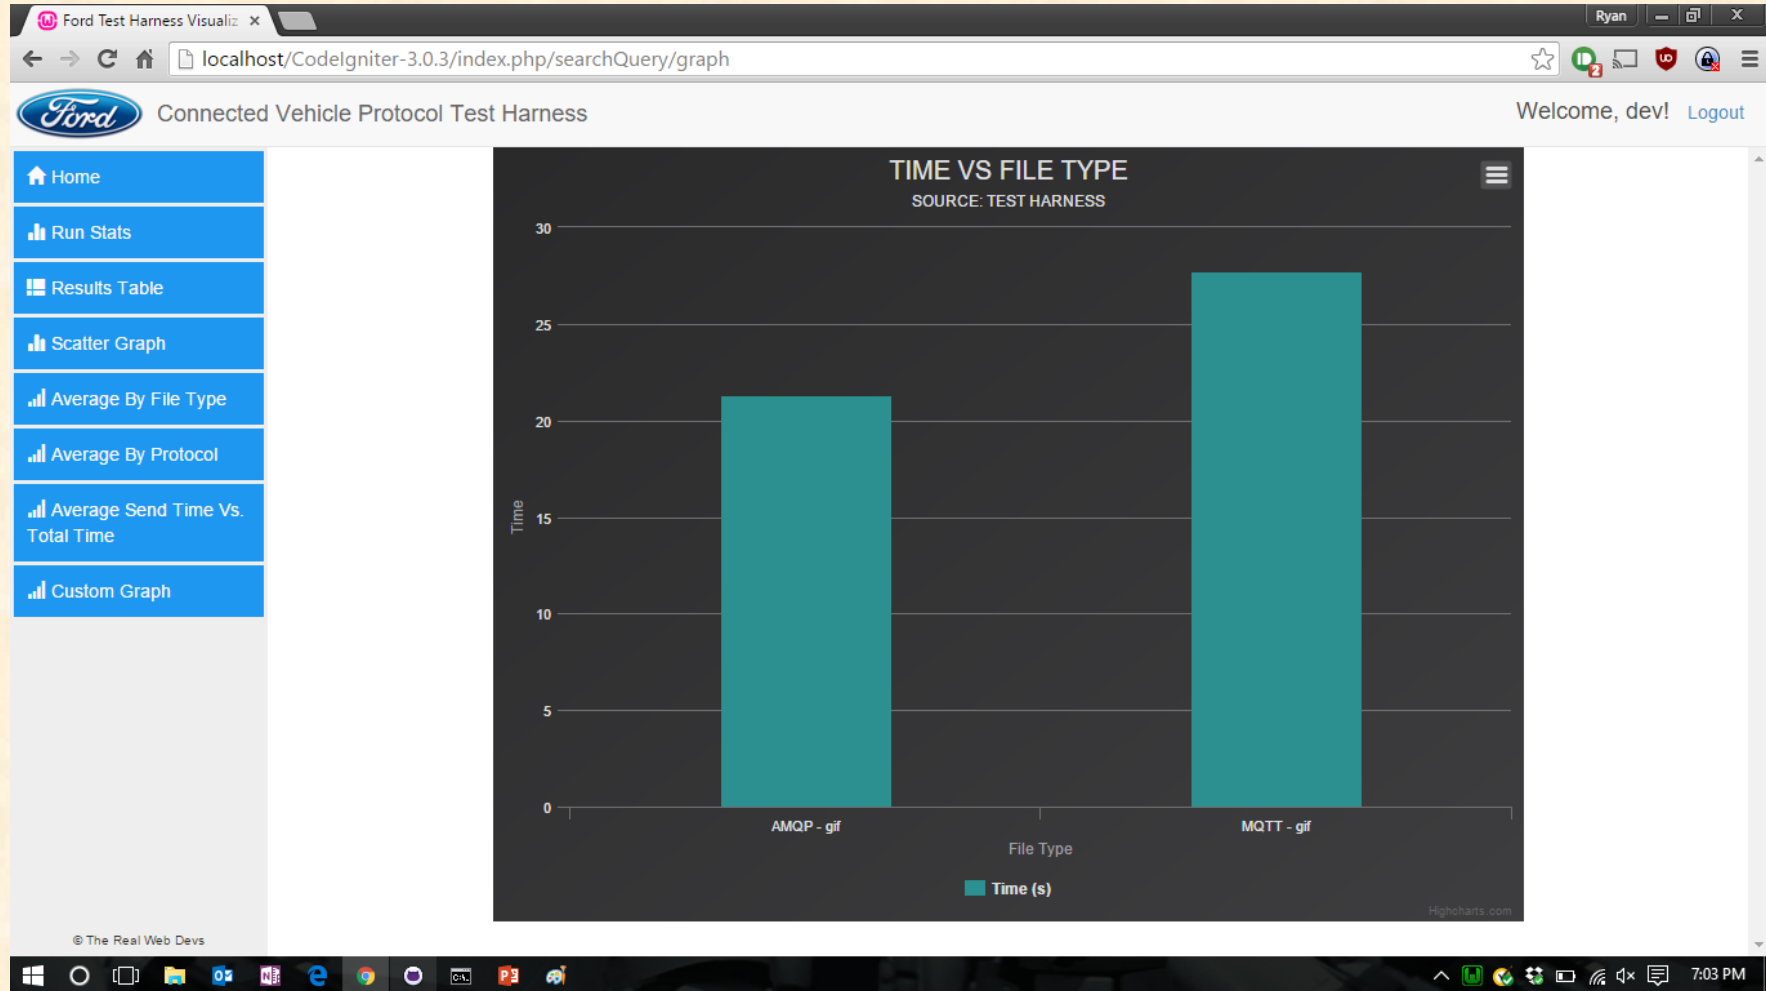 Ford Test Harness Visualiz
Ryan
localhost/CodeIgniter-3.0.3/index.php/searchQuery/graph
2
Ford
Connected Vehicle Protocol Test Harness
Welcome, dev! Logout
Home
Run Stats
Results Table
Scatter Graph
Average By File Type
Average By Protocol
Average Send Time Vs.
Total Time
Custom Graph
© The Real Web Devs
TIME VS FILE TYPE
SOURCE: TEST HARNESS
30
25
20
15
10
5
0
Time
AMQP - gif
MQTT - gif
File Type
Time (s)
Highcharts.com
7:03 PM